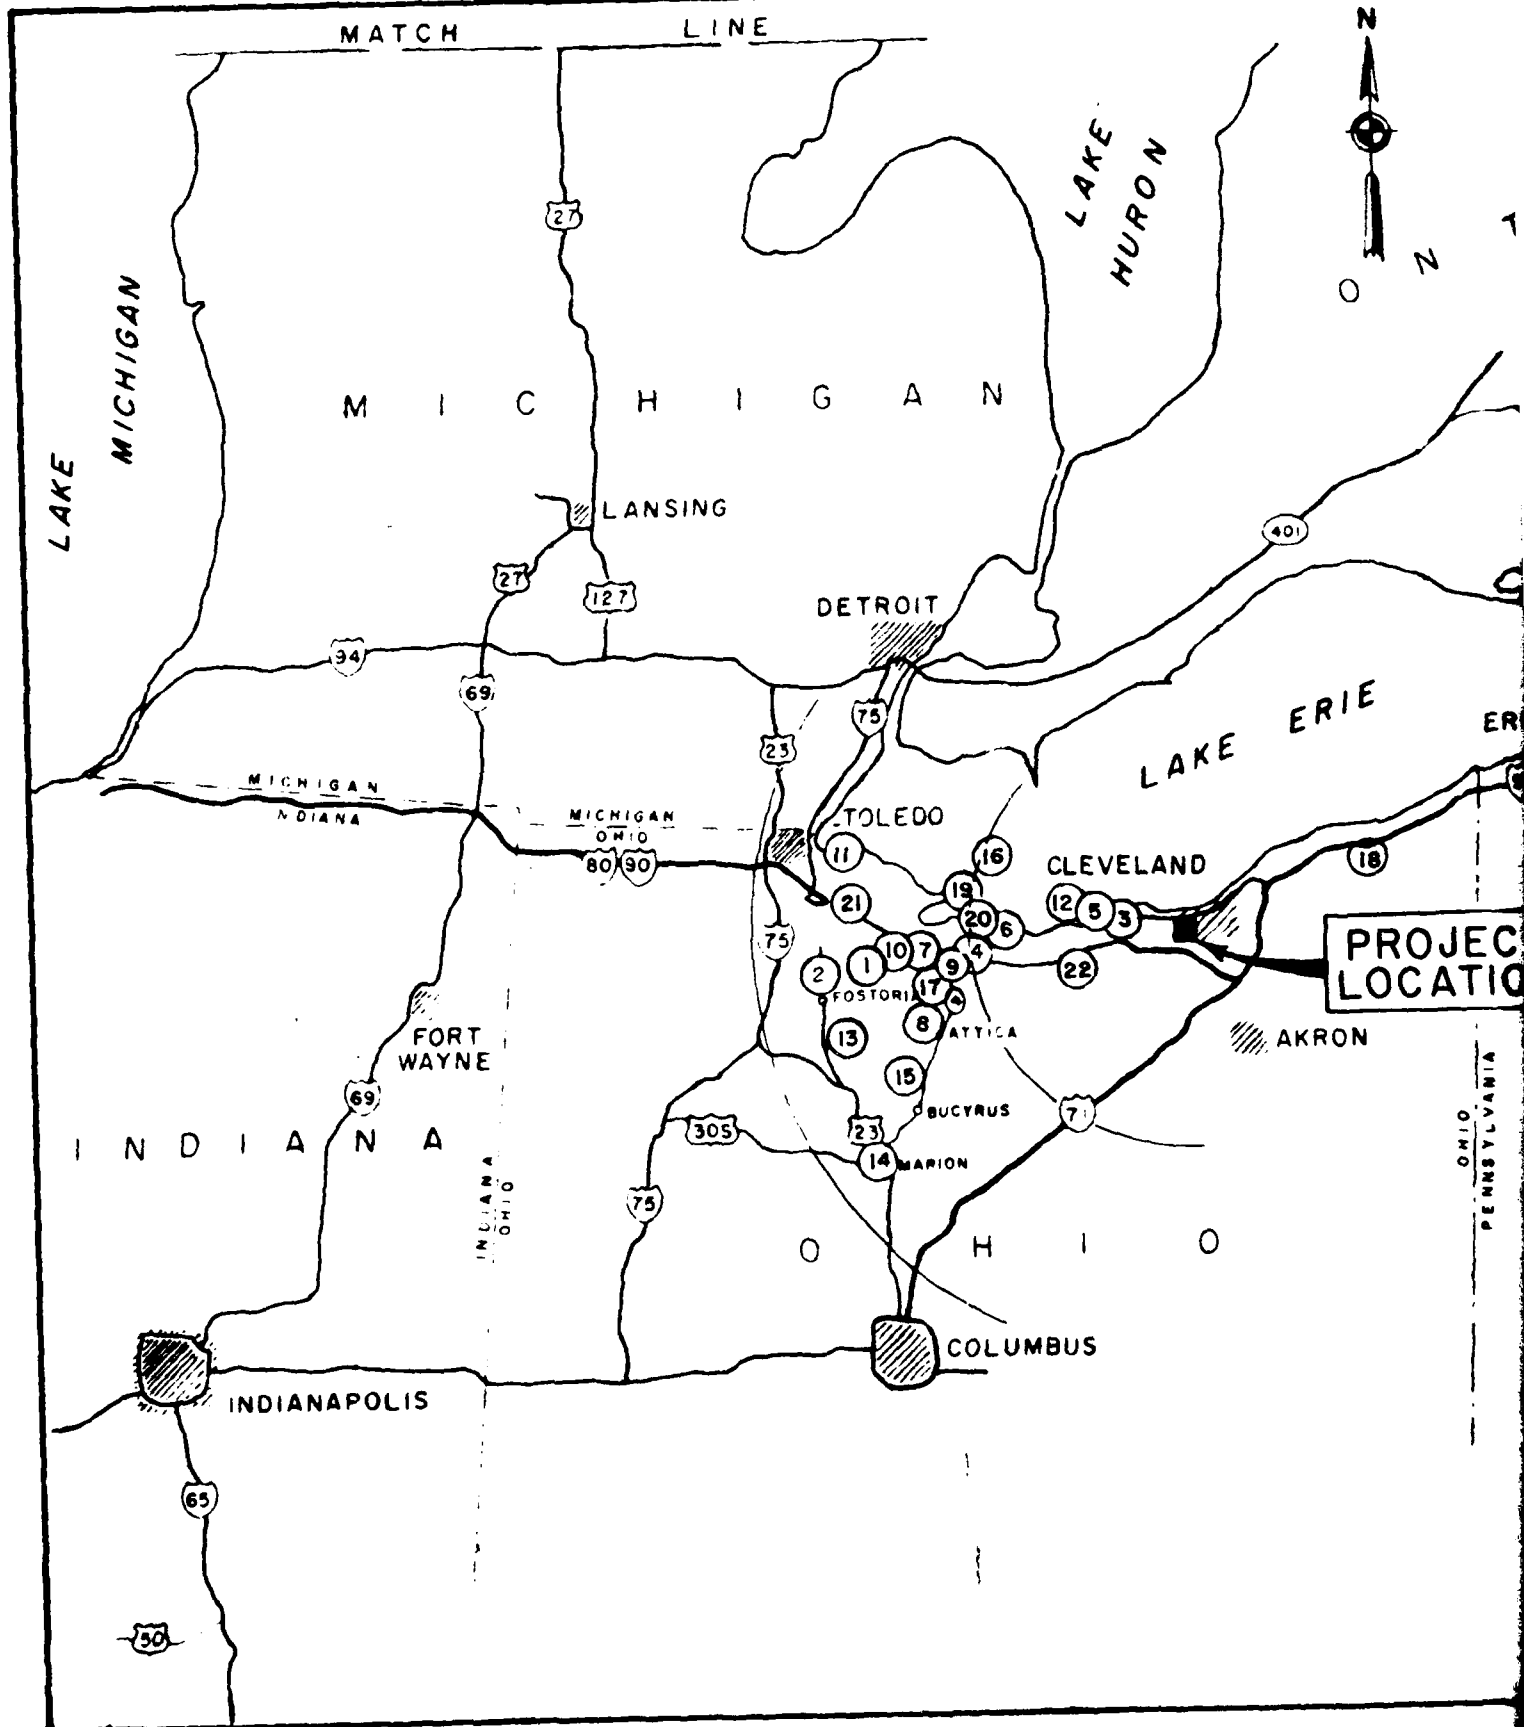 MATCH LINE
N
LAKE HURON
27
O N
LAKE MICHIGAN
MICHIGAN
LANSING
401
27
127
DETROIT
94
69
75
23
LAKE ERIE
MICHIGAN
NDIANA
MICHIGAN
OHIO
80 90
TOLEDO
11
16
CLEVELAND
18
19
21
12 5 3
20
6
75
10 7 4
1
9
22
2
17
4
PROJEC
LOCATIO
FOSTORIA
8
ATTICA
13
AKRON
FORT
WAYNE
15
69
BUCYRUS
71
INDIANA
305
23
14 MARION
OHIO
PENNSYLVANIA
INDIANA
OHIO
75
OHIO
COLUMBUS
INDIANAPOLIS
65
50